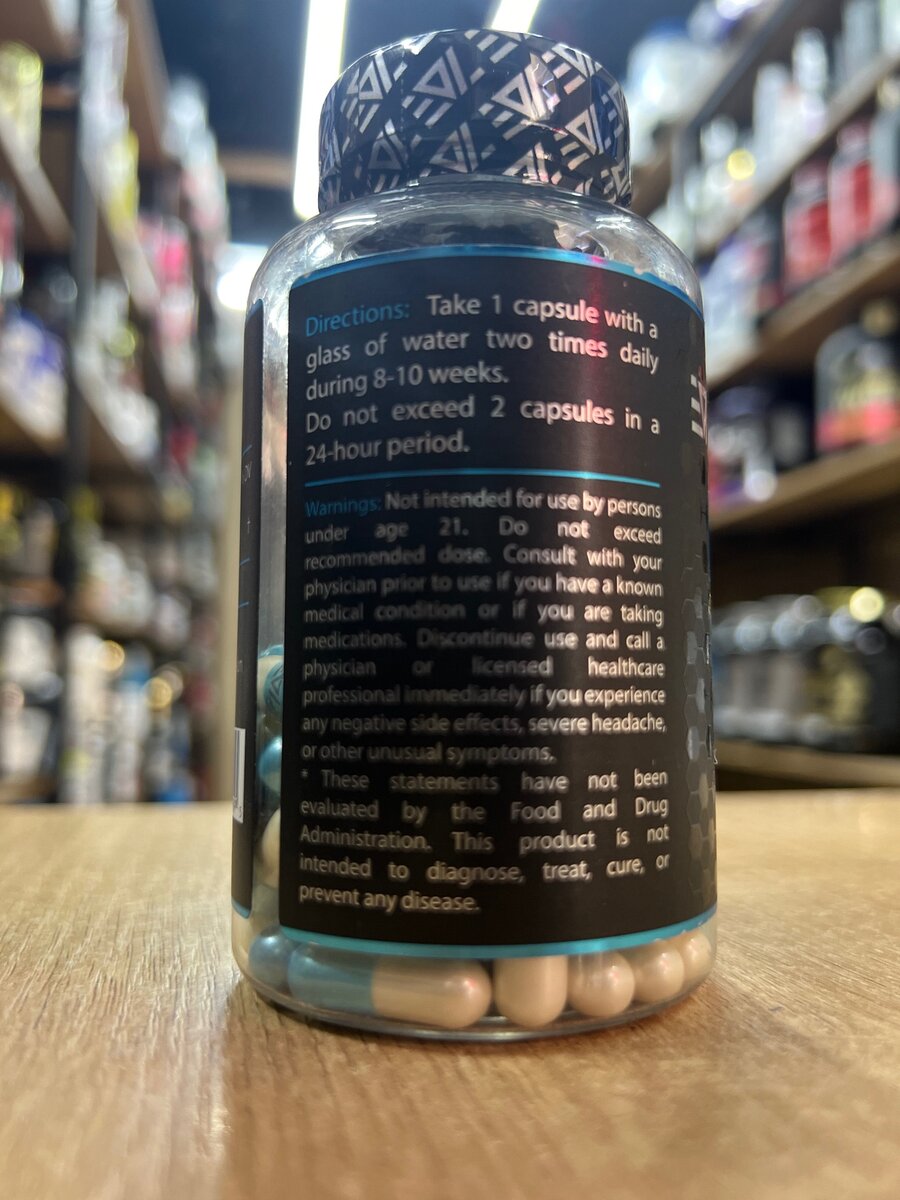 Directions: Take 1 capsule with a
glass of water two times daily
during 8-10 weeks.
Do not exceed 2 capsules in a
24-hour period.
Warnings: Not intended for use by persons
under age 21. Do not exceed
recommended dose. Consult with your
physician prior to use if you have a known
medical condition or if you are taking
medications. Discontinue use and call a
physician or licensed healthcare
professional immediately if you experience
any negative side effects, severe headache,
or other unusual symptoms.
* These statements have not been
evaluated by the Food and Drug
Administration. This product is not
intended to diagnose, treat, cure, or
prevent any disease.